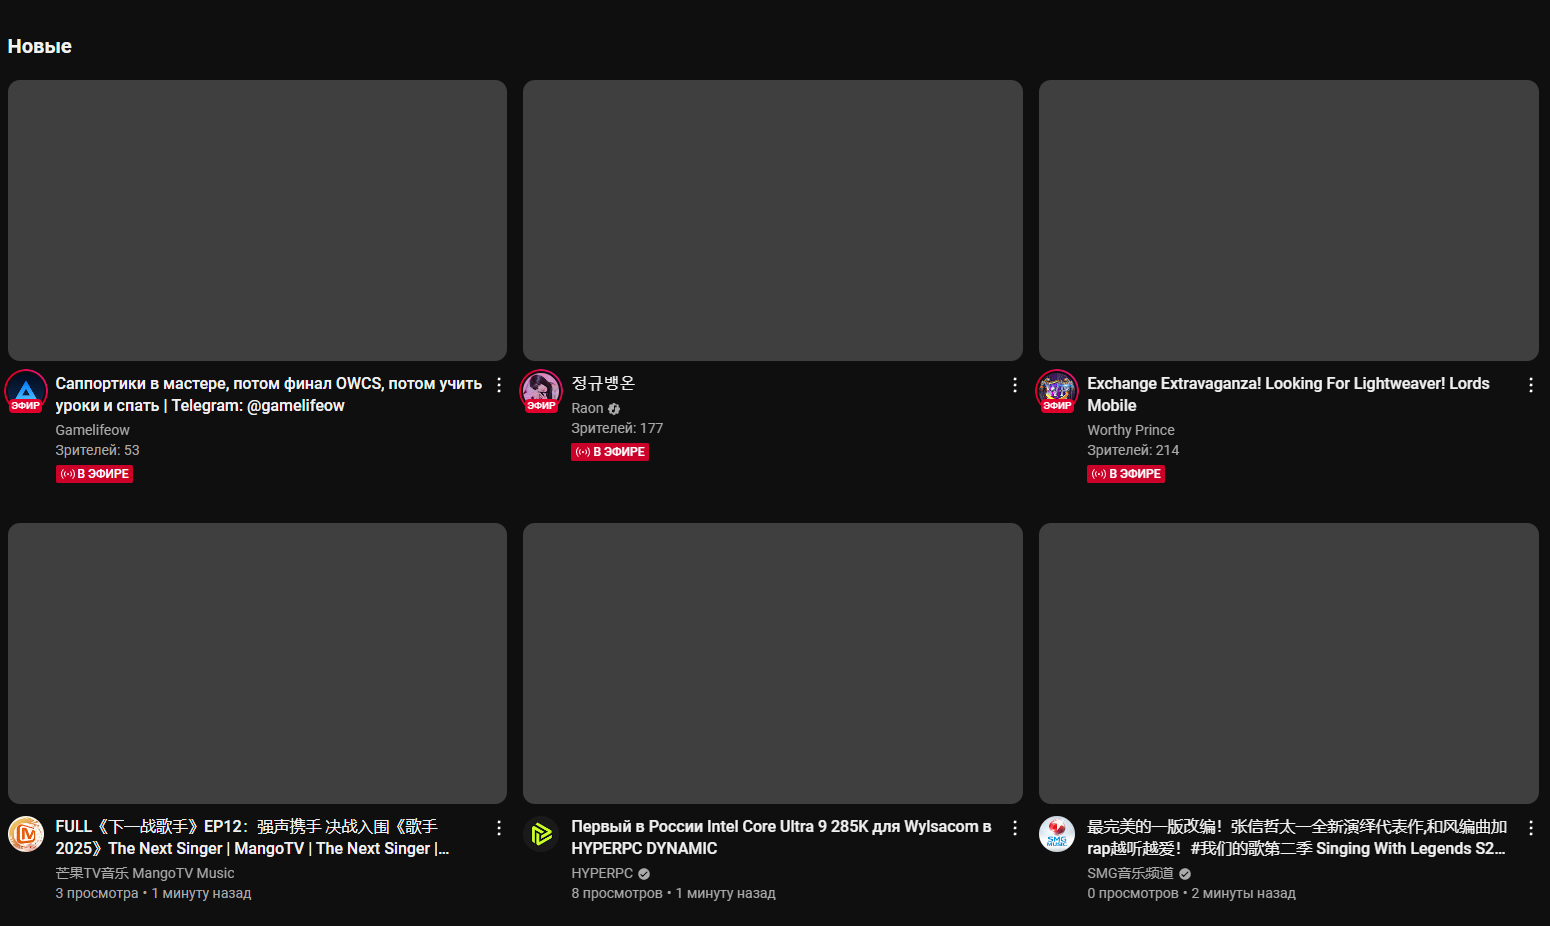 Новые
Саппортики в мастере, потом финал OWCS, потом учить
уроки и спать | Telegram: @gamelifeow
Gamelifeow
Зрителей: 53
В ЭФИРЕ
ЭФИР
정규뱅온
Raon
Зрителей: 177
В ЭФИРЕ
ЭФИР
Exchange Extravaganza! Looking For Lightweaver! Lords
Mobile
Worthy Prince
Зрителей: 214
В ЭФИРЕ
ЭФИР
FULL《下一战歌手》EP12：强声携手 决战入围《歌手
2025》The Next Singer | MangoTV | The Next Singer |...
芒果TV音乐 MangoTV Music
3 просмотра • 1 минуту назад
Первый в России Intel Core Ultra 9 285K для Wylsacom в
HYPERPC DYNAMIC
HYPERPC
8 просмотров • 1 минуту назад
最完美的一版改编！张信哲太一全新演绎代表作,和风编曲加
rap越听越爱！#我们的歌第二季 Singing With Legends S2...
SMG音乐频道
0 просмотров • 2 минуты назад
SMG
MUSIC